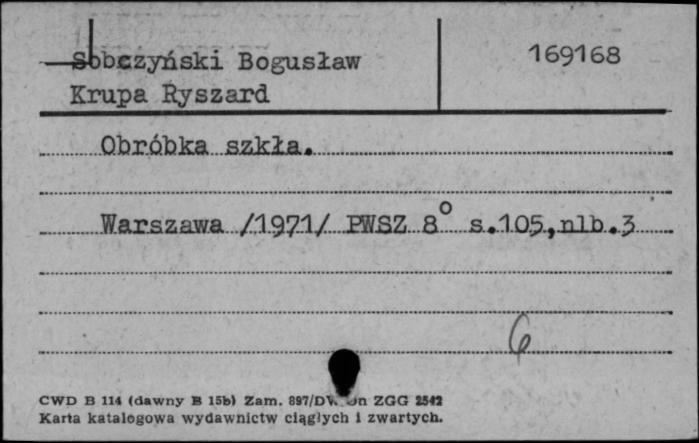 Sobczyński Bogusław
Krupa Ryszard
169168
Obróbka szkła.
Warszawa /1971/ PWSZ 8° s.105,nlb.3
6
CWD B 114 (dawny B 15b) Zam. 897/DW ZGG 2542
Karta katalogowa wydawnictw ciągłych i zwartych.